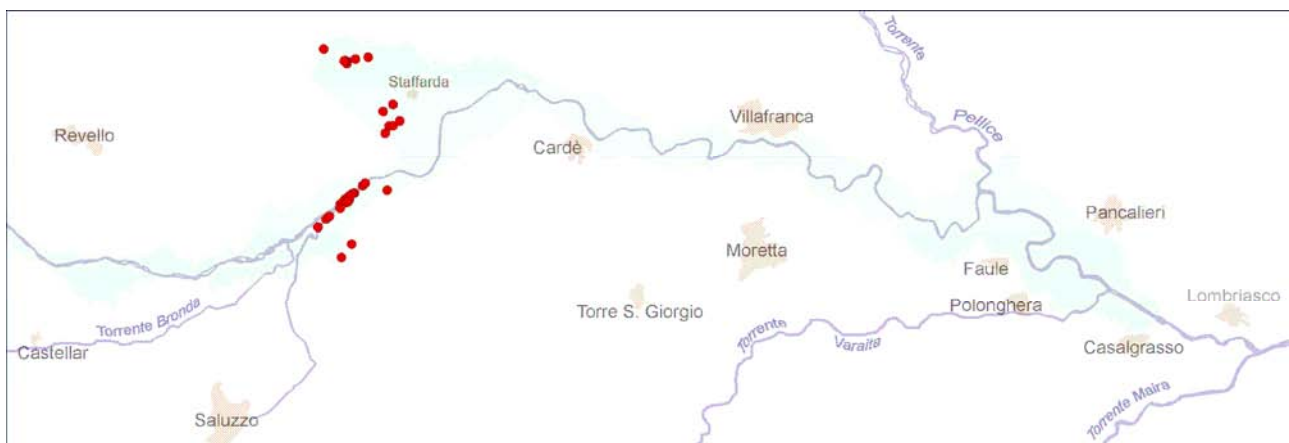 Torrente
Pellice
Staffarda
Revello
Villafranca
Cardè
Pancalieri
Moretta
Faule
Polonghera
Lombriasco
Torre S. Giorgio
Torrente Bronda
Torrente
Varaita
Castellar
Casalgrasso
Saluzzo
Torrente Maira